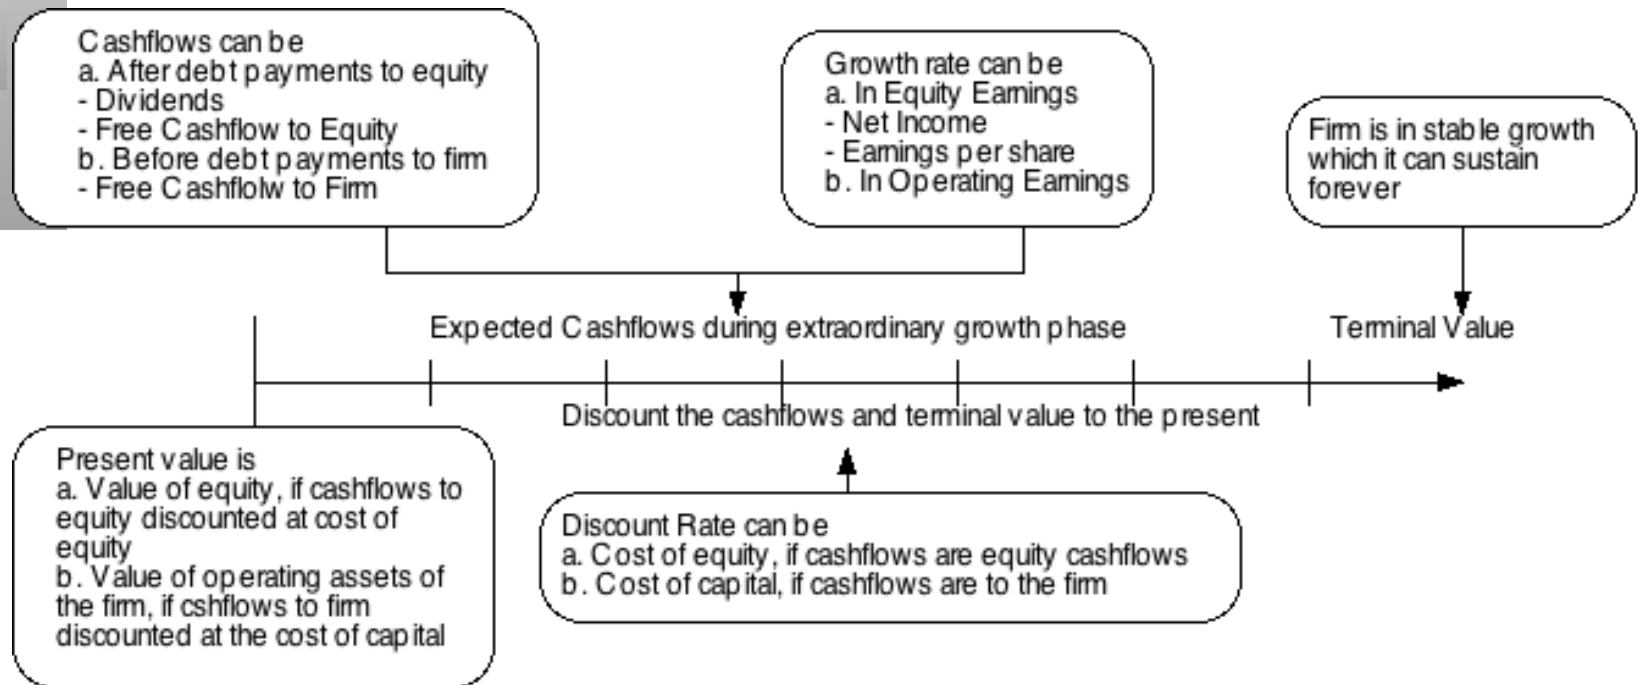 Cashflows can be
a. After debt payments to equity
- Dividends
- Free Cashflow to Equity
b. Before debt payments to firm
- Free Cashflolw to Firm
Growth rate can be
a. In Equity Earnings
- Net Income
- Earnings per share
b. In Operating Earnings
Firm is in stable growth
which it can sustain
forever
Expected Cashflows during extraordinary growth phase
Terminal Value
Discount the cashflows and terminal value to the present
Present value is
a. Value of equity, if cashflows to
equity discounted at cost of
equity
b. Value of operating assets of
the firm, if cshflows to firm
discounted at the cost of capital
Discount Rate can be
a. Cost of equity, if cashflows are equity cashflows
b. Cost of capital, if cashflows are to the firm